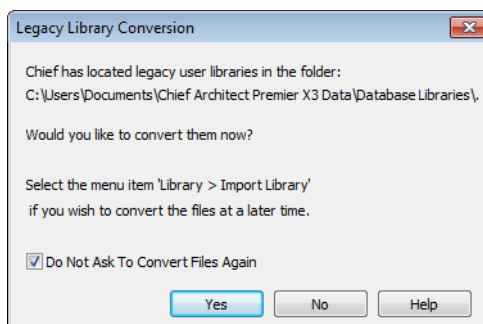 Legacy Library Conversion
Chief has located legacy user libraries in the folder:
C:\Users\Documents\Chief Architect Premier X3 Data\Database Libraries\.
Would you like to convert them now?
Select the menu item 'Library > Import Library'
if you wish to convert the files at a later time.
Do Not Ask To Convert Files Again
Yes No Help